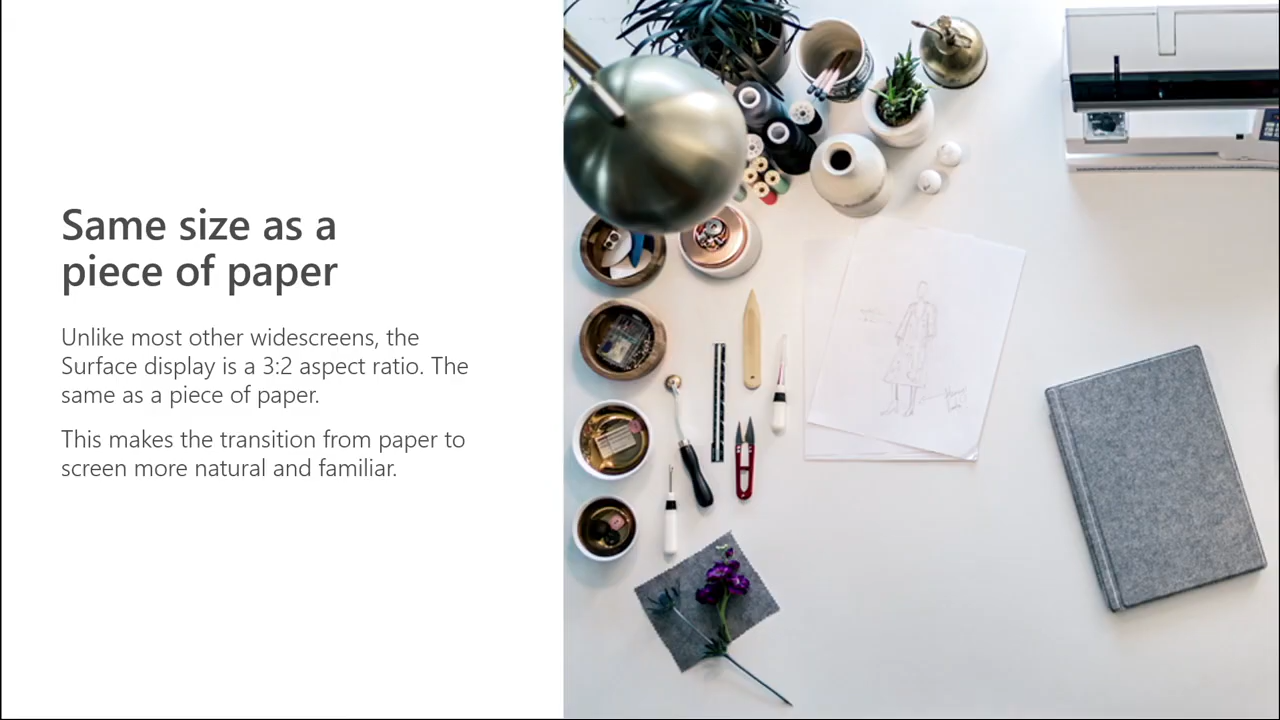 Same size as a
piece of paper
Unlike most other widescreens, the
Surface display is a 3:2 aspect ratio. The
same as a piece of paper.
This makes the transition from paper to
screen more natural and familiar.